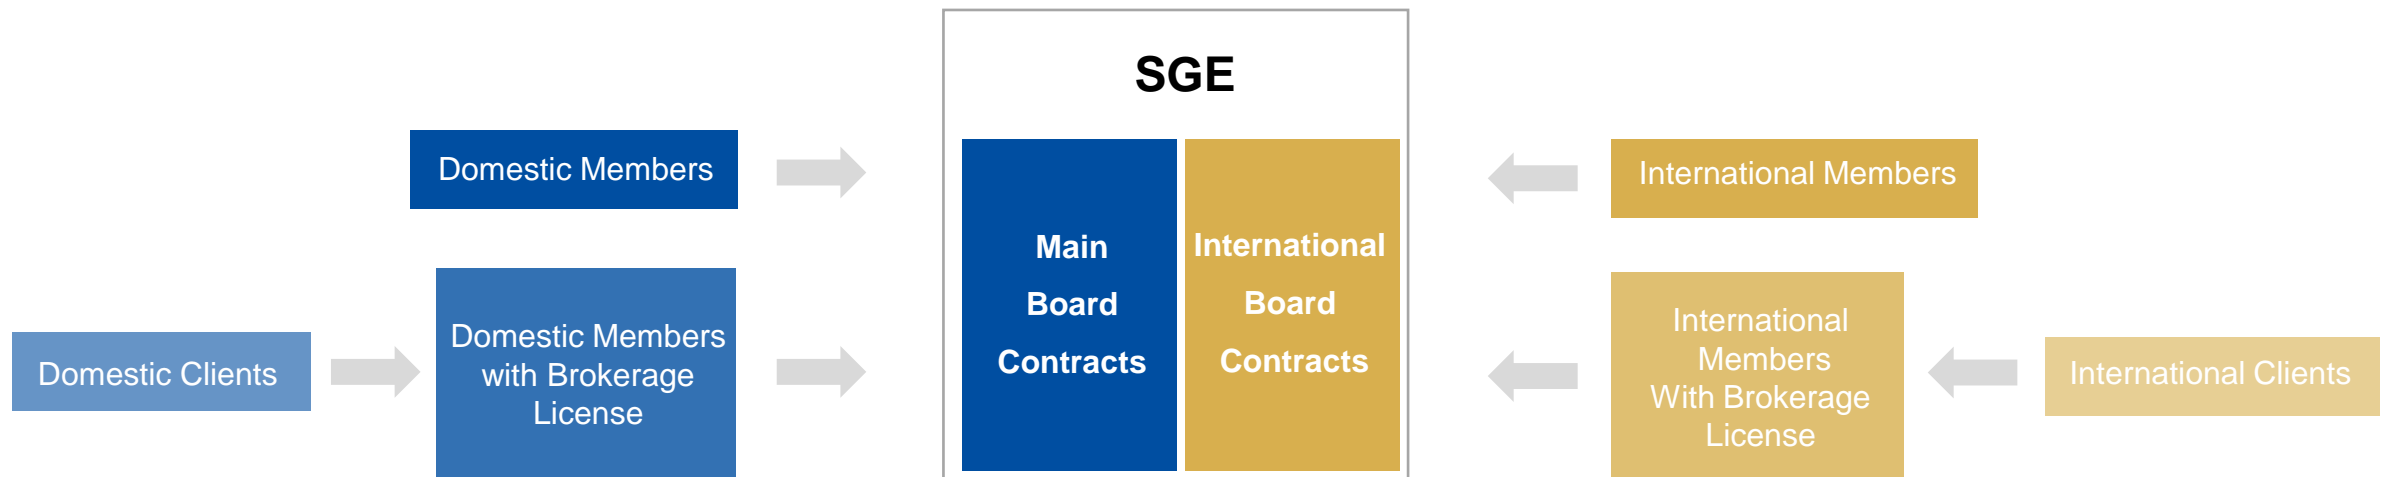 SGE
Domestic Members
International Members
Main
Board
Contracts
International
Board
Contracts
Domestic Clients
Domestic Members
with Brokerage
License
International
Members
With Brokerage
License
International Clients